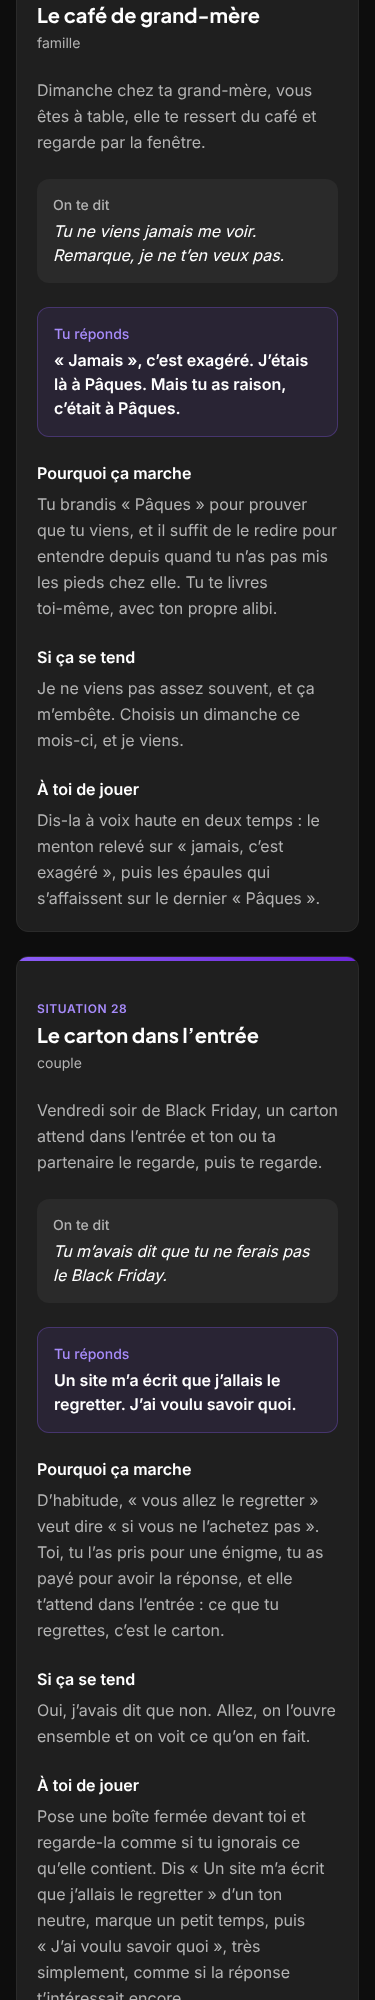 Le café de grand-mère
famille
Dimanche chez ta grand-mère, vous
êtes à table, elle te ressert du café et
regarde par la fenêtre.
On te dit
Tu ne viens jamais me voir.
Remarque, je ne t’en veux pas.
Tu réponds
« Jamais », c’est exagéré. J’étais
là à Pâques. Mais tu as raison,
c’était à Pâques.
Pourquoi ça marche
Tu brandis « Pâques » pour prouver
que tu viens, et il suffit de le redire pour
entendre depuis quand tu n’as pas mis
les pieds chez elle. Tu te livres
toi-même, avec ton propre alibi.
Si ça se tend
Je ne viens pas assez souvent, et ça
m’embête. Choisis un dimanche ce
mois-ci, et je viens.
À toi de jouer
Dis-la à voix haute en deux temps : le
menton relevé sur « jamais, c’est
exagéré », puis les épaules qui
s’affaissent sur le dernier « Pâques ».
SITUATION 28
Le carton dans l’entrée
couple
Vendredi soir de Black Friday, un carton
attend dans l’entrée et ton ou ta
partenaire le regarde, puis te regarde.
On te dit
Tu m’avais dit que tu ne ferais pas
le Black Friday.
Tu réponds
Un site m’a écrit que j’allais le
regretter. J’ai voulu savoir quoi.
Pourquoi ça marche
D’habitude, « vous allez le regretter »
veut dire « si vous ne l’achetez pas ».
Toi, tu l’as pris pour une énigme, tu as
payé pour avoir la réponse, et elle
t’attend dans l’entrée : ce que tu
regrettes, c’est le carton.
Si ça se tend
Oui, j’avais dit que non. Allez, on l’ouvre
ensemble et on voit ce qu’on en fait.
À toi de jouer
Pose une boîte fermée devant toi et
regarde-la comme si tu ignorais ce
qu’elle contient. Dis « Un site m’a écrit
que j’allais le regretter » d’un ton
neutre, marque un petit temps, puis
« J’ai voulu savoir quoi », très
simplement, comme si la réponse
t’intéressait encore.